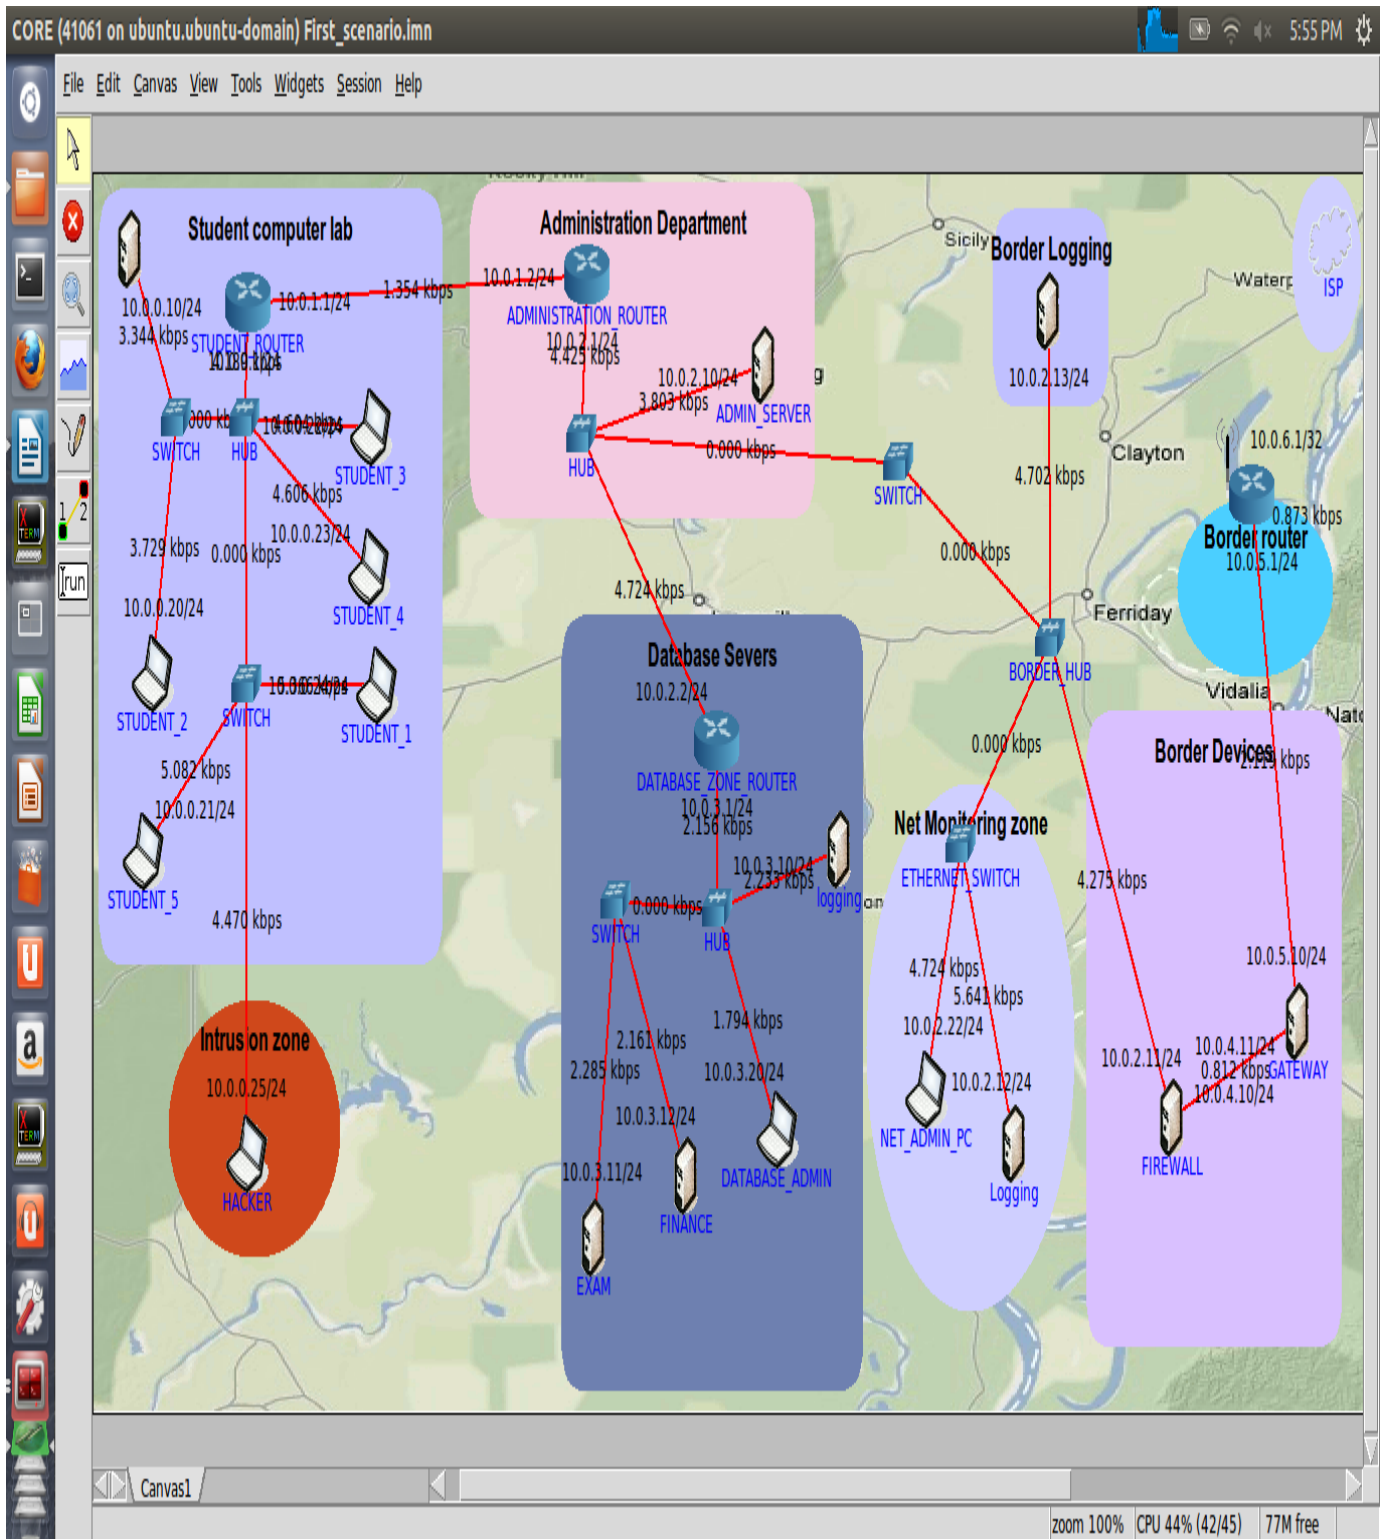 CORE (41061 on ubuntu.ubuntu-domain) First_scenario.imn
5:55 PM
File Edit Canvas View Tools Widgets Session Help
run
Student computer lab
10.0.0.10/24
3.344 kbps
10.0.1.1/24
1.354 kbps
STUDENT_ROUTER
SWITCH
HUB
STUDENT_3
4.606 kbps
10.0.0.23/24
3.729 kbps
0.000 kbps
10.0.0.20/24
STUDENT_4
STUDENT_2
SWITCH
STUDENT_1
5.082 kbps
10.0.0.21/24
STUDENT_5
4.470 kbps
Intrusion zone
10.0.0.25/24
HACKER
Administration Department
10.0.1.2/24
ADMINISTRATION_ROUTER
10.0.2.1/24
4.425 kbps
10.0.2.10/24
3.803 kbps
ADMIN_SERVER
HUB
0.000 kbps
SWITCH
0.000 kbps
4.724 kbps
Database Severs
10.0.2.2/24
DATABASE_ZONE_ROUTER
10.0.3.1/24
2.156 kbps
10.0.3.10/24
2.233 kbps
logging
SWITCH
0.000 kbps
HUB
1.794 kbps
2.161 kbps
2.285 kbps
10.0.3.20/24
10.0.3.12/24
10.0.3.11/24
DATABASE_ADMIN
FINANCE
EXAM
Border Logging
10.0.2.13/24
4.702 kbps
BORDER_HUB
0.000 kbps
Net Monitoring zone
ETHERNET_SWITCH
4.724 kbps
5.641 kbps
10.0.2.22/24
10.0.2.12/24
NET_ADMIN_PC
Logging
ISP
10.0.6.1/32
0.873 kbps
Border router
10.0.5.1/24
Border Devices
2.115 kbps
4.275 kbps
10.0.5.10/24
10.0.2.11/24
10.0.4.11/24
0.812 kbps
GATEWAY
10.0.4.10/24
FIREWALL
Sicily
Clayton
Ferriday
Vidalia
Canvas1
zoom 100% CPU 44% (42/45) 77M free